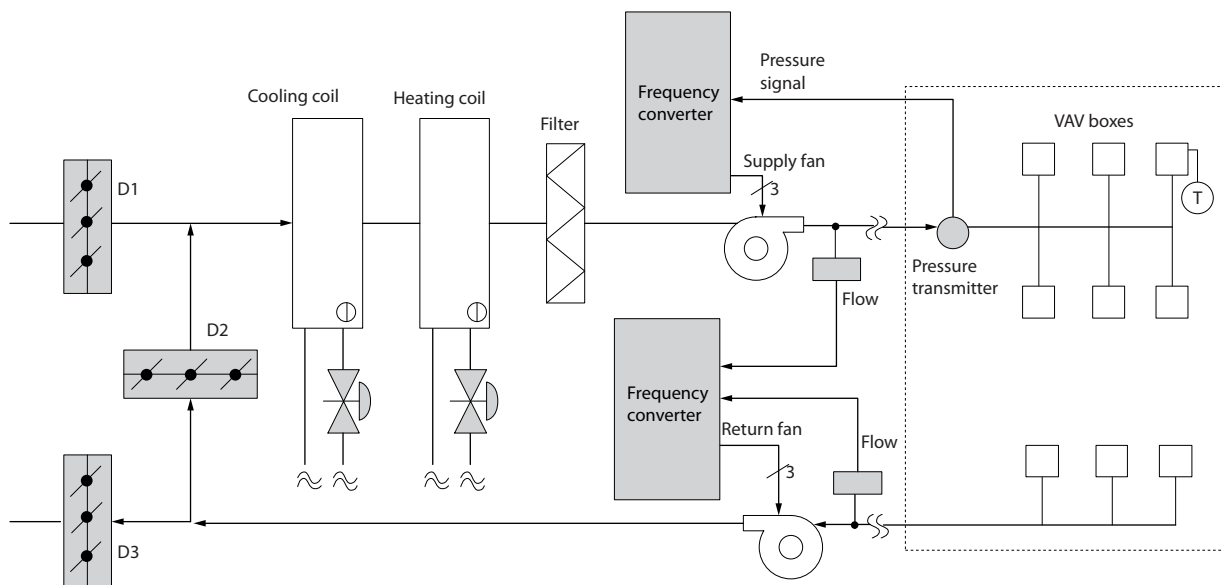 Pressure
signal
Cooling coil
Heating coil
Frequency
converter
Filter
VAV boxes
Supply fan
3
D1
T
Pressure
transmitter
Flow
D2
Frequency
converter
Return fan
Flow
3
D3